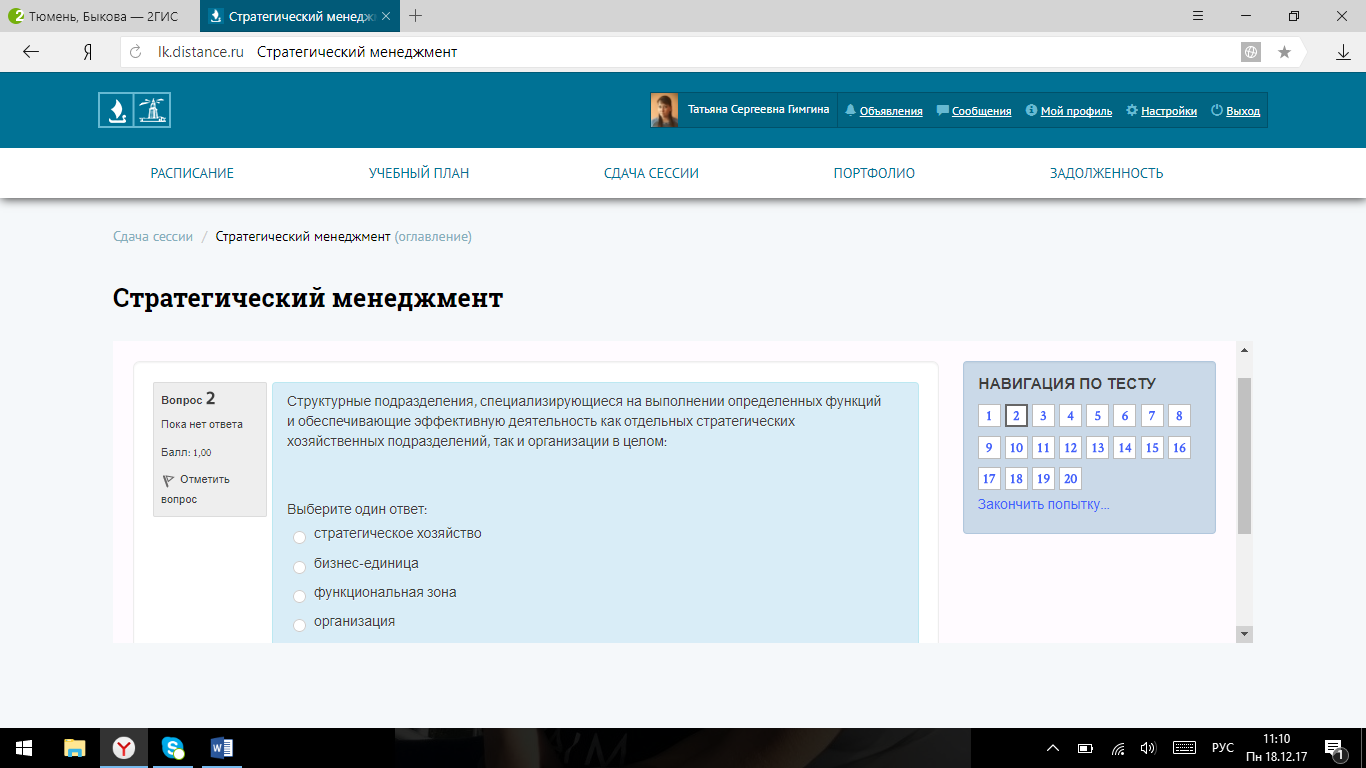 Тюмень, Быкова — 2ГИС
Стратегический менедж
lk.distance.ru Стратегический менеджмент
Татьяна Сергеевна Гимгина Объявления Сообщения Мой профиль Настройки Выход
РАСПИСАНИЕ УЧЕБНЫЙ ПЛАН СДАЧА СЕССИИ ПОРТФОЛИО ЗАДОЛЖЕННОСТЬ
Сдача сессии / Стратегический менеджмент (оглавление)
Стратегический менеджмент
Вопрос 2
Пока нет ответа
Балл: 1,00
Отметить
вопрос
Структурные подразделения, специализирующиеся на выполнении определенных функций
и обеспечивающие эффективную деятельность как отдельных стратегических
хозяйственных подразделений, так и организации в целом:
Выберите один ответ:
стратегическое хозяйство
бизнес-единица
функциональная зона
организация
НАВИГАЦИЯ ПО ТЕСТУ
1 2 3 4 5 6 7 8
9 10 11 12 13 14 15 16
17 18 19 20
Закончить попытку...
РУС
11:10
Пн 18.12.17
1